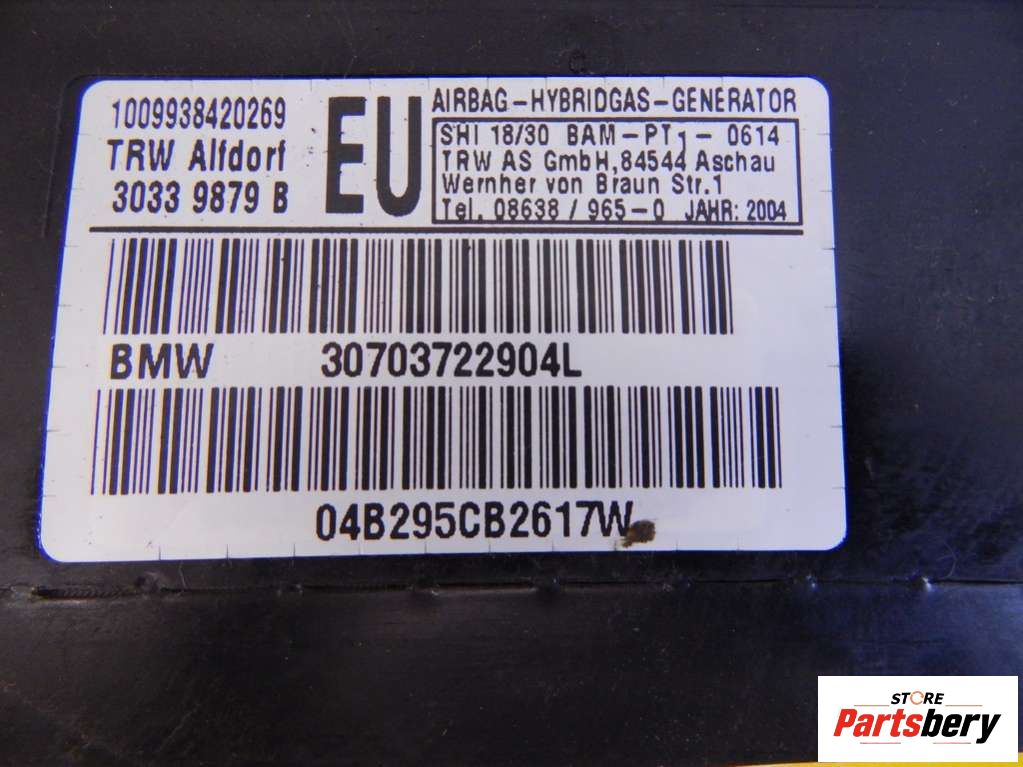 1009938420269
TRW Alfdorf
3033 9879 B
EU
AIRBAG-HYBRIDGAS-GENERATOR
SHI 18/30 BAM-PT1-0614
TRW AS GmbH,84544 Aschau
Wernher von Braun Str.1
Tel. 08638/965-0 JAHR: 2004
BMW 30703722904L
04B295CB2617W
STORE
Partsbery